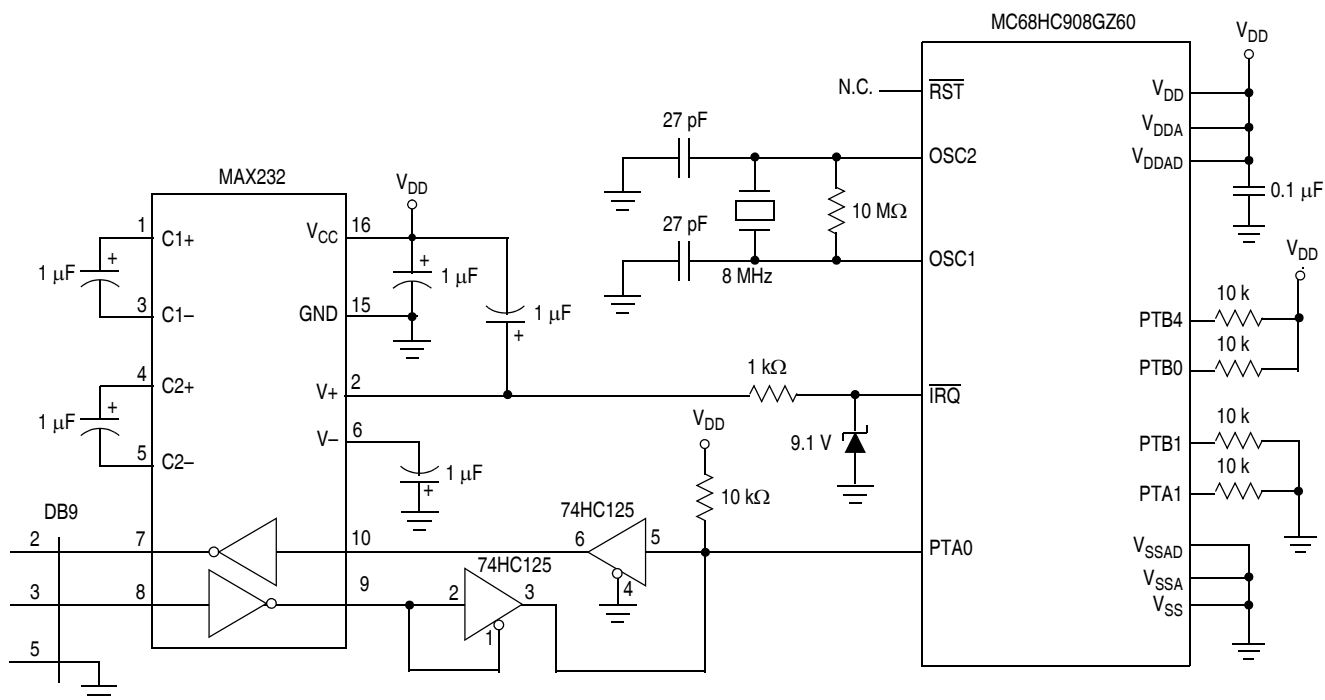 MC68HC908GZ60
VDD
N.C.
RST
VDD
27 pF
VDDA
OSC2
VDDAD
MAX232
0.1 μF
VDD
10 MΩ
1
C1+
VCC
16
27 pF
VDD
1 μF
+
+
1 μF
OSC1
8 MHz
3
C1–
GND
15
1 μF
+
10 k
PTB4
10 k
PTB0
4
C2+
V+
2
1 kΩ
IRQ
1 μF
+
VDD
V–
6
9.1 V
10 k
PTB1
5
C2–
1 μF
+
10 kΩ
10 k
PTA1
DB9
74HC125
2
7
10
6
5
PTA0
VSSAD
74HC125
4
3
8
9
2
3
VSSA
VSS
1
5